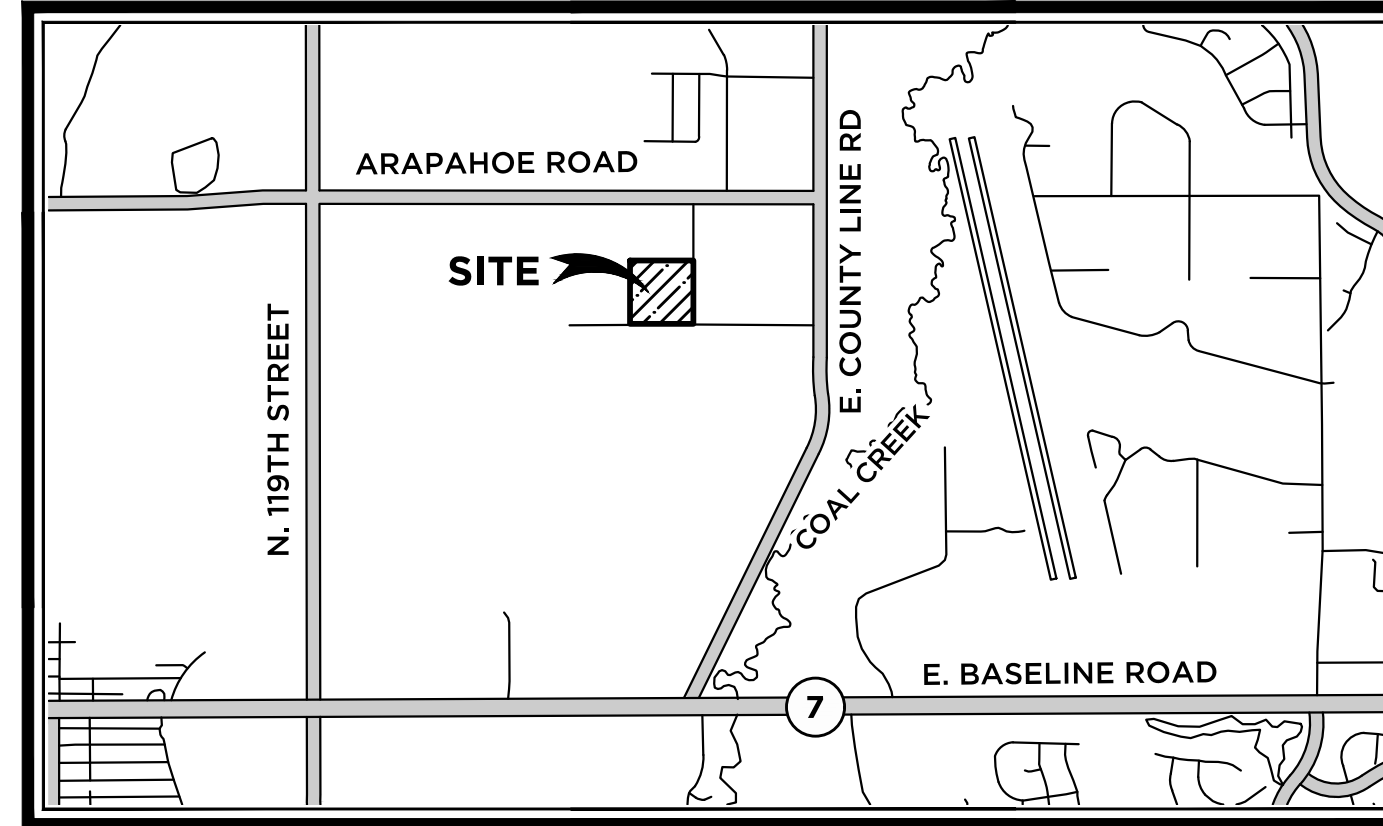 ARAPAHOE ROAD
E. COUNTY LINE RD
SITE
N. 119TH STREET
COAL CREEK
E. BASELINE ROAD
7